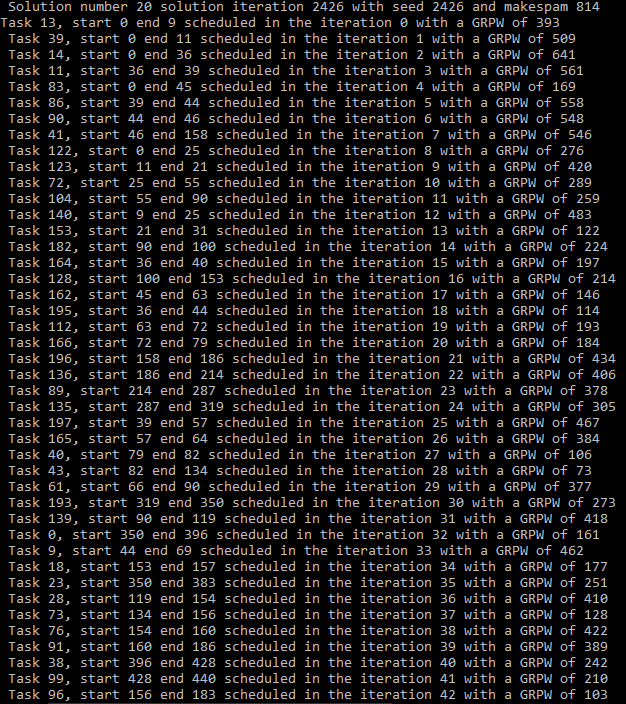 Solution number 20 solution iteration 2426 with seed 2426 and makespam 814
Task 13, start 0 end 9 scheduled in the iteration 0 with a GRPW of 393
Task 39, start 0 end 11 scheduled in the iteration 1 with a GRPW of 509
Task 14, start 0 end 36 scheduled in the iteration 2 with a GRPW of 641
Task 11, start 36 end 39 scheduled in the iteration 3 with a GRPW of 561
Task 83, start 0 end 45 scheduled in the iteration 4 with a GRPW of 169
Task 86, start 39 end 44 scheduled in the iteration 5 with a GRPW of 558
Task 90, start 44 end 46 scheduled in the iteration 6 with a GRPW of 548
Task 41, start 46 end 158 scheduled in the iteration 7 with a GRPW of 546
Task 122, start 0 end 25 scheduled in the iteration 8 with a GRPW of 276
Task 123, start 11 end 21 scheduled in the iteration 9 with a GRPW of 420
Task 72, start 25 end 55 scheduled in the iteration 10 with a GRPW of 289
Task 104, start 55 end 90 scheduled in the iteration 11 with a GRPW of 259
Task 140, start 9 end 25 scheduled in the iteration 12 with a GRPW of 483
Task 153, start 21 end 31 scheduled in the iteration 13 with a GRPW of 122
Task 182, start 90 end 100 scheduled in the iteration 14 with a GRPW of 224
Task 164, start 36 end 40 scheduled in the iteration 15 with a GRPW of 197
Task 128, start 100 end 153 scheduled in the iteration 16 with a GRPW of 214
Task 162, start 45 end 63 scheduled in the iteration 17 with a GRPW of 146
Task 195, start 36 end 44 scheduled in the iteration 18 with a GRPW of 114
Task 112, start 63 end 72 scheduled in the iteration 19 with a GRPW of 193
Task 166, start 72 end 79 scheduled in the iteration 20 with a GRPW of 184
Task 196, start 158 end 186 scheduled in the iteration 21 with a GRPW of 434
Task 136, start 186 end 214 scheduled in the iteration 22 with a GRPW of 406
Task 89, start 214 end 287 scheduled in the iteration 23 with a GRPW of 378
Task 135, start 287 end 319 scheduled in the iteration 24 with a GRPW of 305
Task 197, start 39 end 57 scheduled in the iteration 25 with a GRPW of 467
Task 165, start 57 end 64 scheduled in the iteration 26 with a GRPW of 384
Task 40, start 79 end 82 scheduled in the iteration 27 with a GRPW of 106
Task 43, start 82 end 134 scheduled in the iteration 28 with a GRPW of 73
Task 61, start 66 end 90 scheduled in the iteration 29 with a GRPW of 377
Task 193, start 319 end 350 scheduled in the iteration 30 with a GRPW of 273
Task 139, start 90 end 119 scheduled in the iteration 31 with a GRPW of 418
Task 0, start 350 end 396 scheduled in the iteration 32 with a GRPW of 161
Task 9, start 44 end 69 scheduled in the iteration 33 with a GRPW of 462
Task 18, start 153 end 157 scheduled in the iteration 34 with a GRPW of 177
Task 23, start 350 end 383 scheduled in the iteration 35 with a GRPW of 251
Task 28, start 119 end 154 scheduled in the iteration 36 with a GRPW of 410
Task 73, start 134 end 156 scheduled in the iteration 37 with a GRPW of 128
Task 76, start 154 end 160 scheduled in the iteration 38 with a GRPW of 422
Task 91, start 160 end 186 scheduled in the iteration 39 with a GRPW of 389
Task 38, start 396 end 428 scheduled in the iteration 40 with a GRPW of 242
Task 99, start 428 end 440 scheduled in the iteration 41 with a GRPW of 210
Task 96, start 156 end 183 scheduled in the iteration 42 with a GRPW of 103